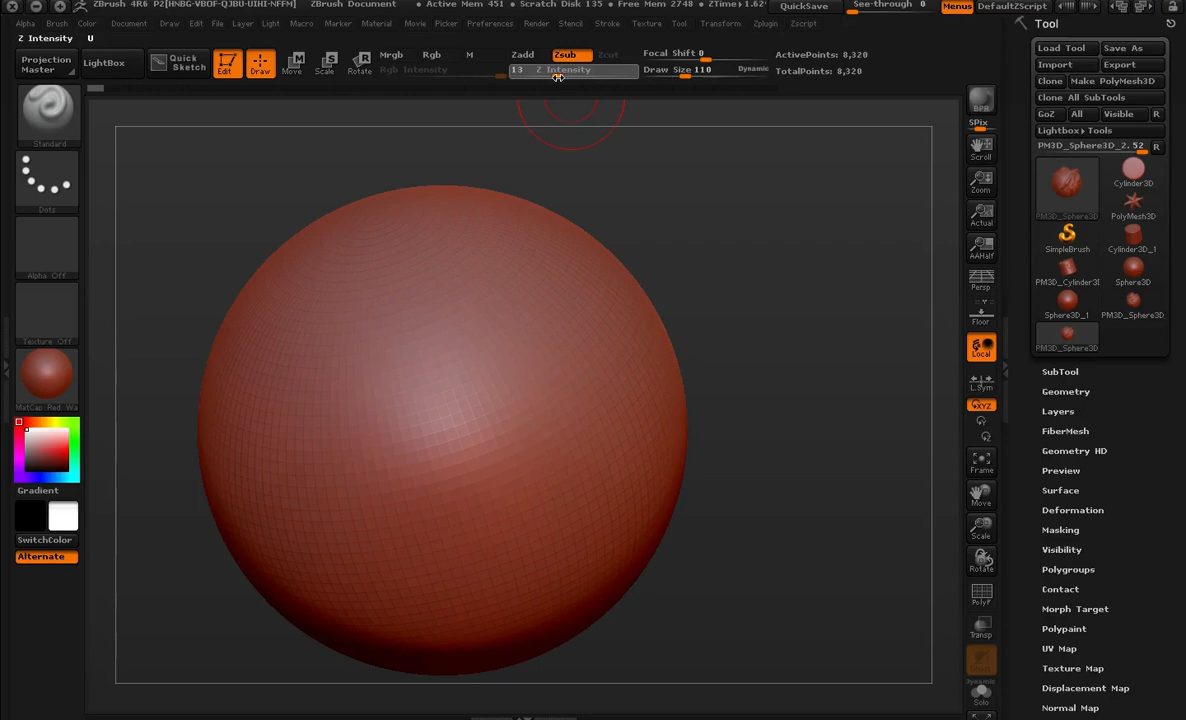 ZBrush 4R6 P2[HNBG-VBOF-QJBU-UIHI-NFFM] ZBrush Document • Active Mem 451 • Scratch Disk 135 • Free Mem 2748 • ZTime▸1.62 QuickSave See-through 0 Menus DefaultZScript
Alpha Brush Color Document Draw Edit File Layer Light Macro Marker Material Movie Picker Preferences Render Stencil Stroke Texture Tool Transform Zplugin Zscript
Z Intensity U
Tool
Projection Master
LightBox
Quick Sketch
Edit
Draw
Move
Scale
Rotate
Mrgb Rgb M
Rgb Intensity
Zadd Zsub Zcut
13 Z Intensity
Focal Shift 0
Draw Size 110 Dynamic
ActivePoints: 8,320
TotalPoints: 8,320
Standard
Dots
Alpha Off
Texture Off
MatCap Red Wa
Gradient
SwitchColor
Alternate
BPR
SPix
Scroll
Zoom
Actual
AAHalf
Persp
Floor
Local
L.Sym
XYZ
Frame
Move
Scale
Rotate
PolyF
Transp
Dynamic
Solo
Load Tool Save As
Import Export
Clone Make PolyMesh3D
Clone All SubTools
GoZ All Visible R
Lightbox▸Tools
PM3D_Sphere3D_2. 52 R
PM3D_Sphere3D
Cylinder3D
PolyMesh3D
SimpleBrush
Cylinder3D_1
PM3D_Cylinder3I
Sphere3D
Sphere3D_1
PM3D_Sphere3D
PM3D_Sphere3D
SubTool
Geometry
Layers
FiberMesh
Geometry HD
Preview
Surface
Deformation
Masking
Visibility
Polygroups
Contact
Morph Target
Polypaint
UV Map
Texture Map
Displacement Map
Normal Map